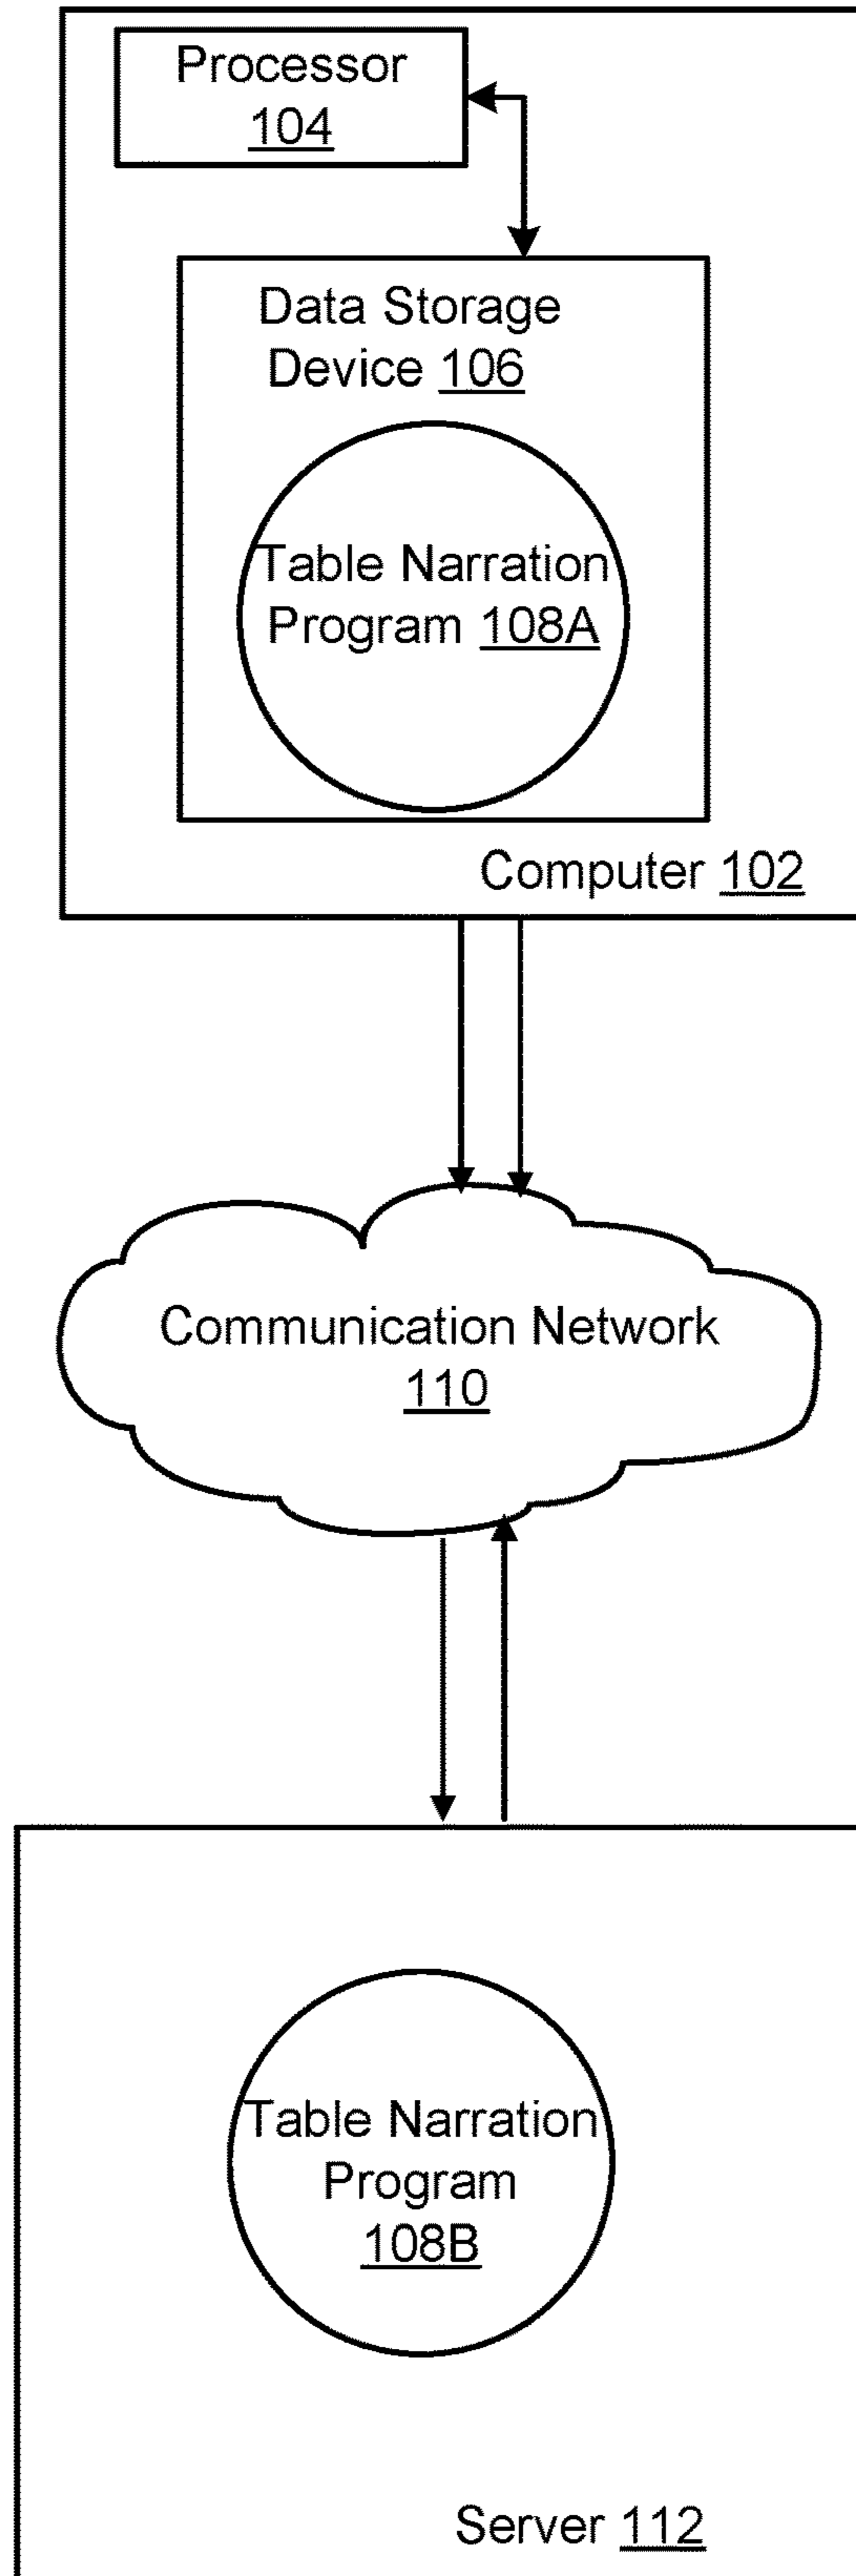 Processor
104
Data Storage
Device 106
Table Narration
Program 108A
Computer 102
Communication Network
110
Table Narration
Program
108B
Server 112